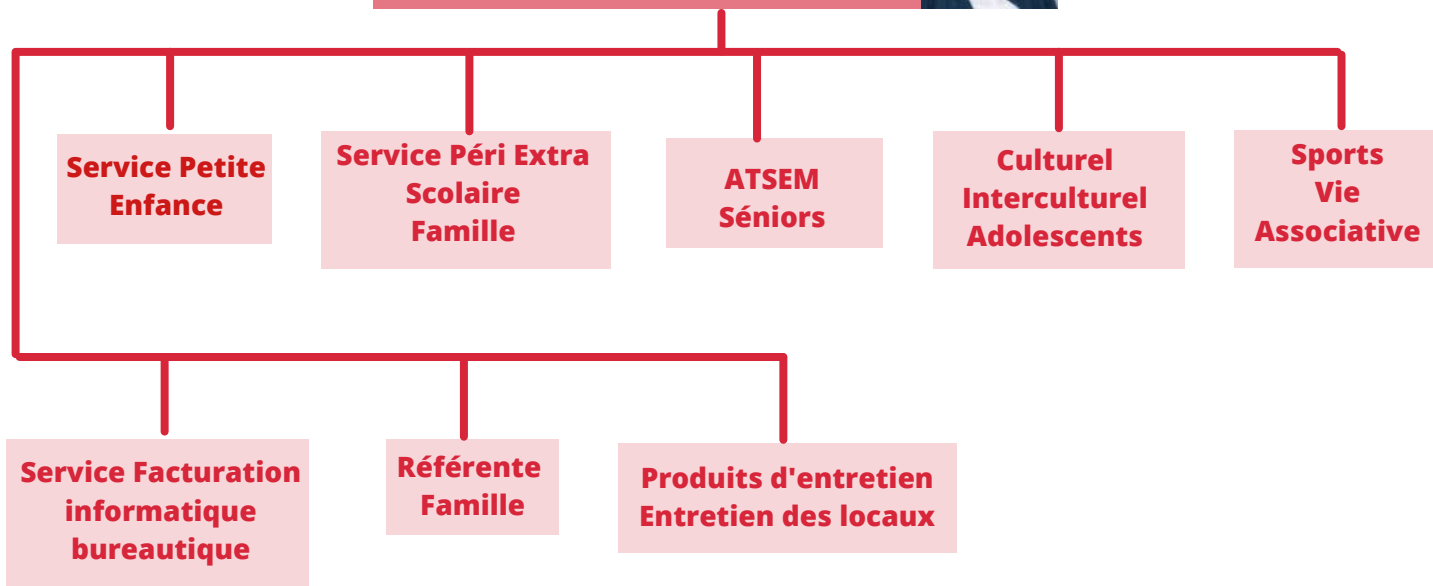 Service Petite
Enfance
Service Péri Extra
Scolaire
Famille
ATSEM
Séniors
Culturel
Interculturel
Adolescents
Sports
Vie
Associative
Service Facturation
informatique
bureautique
Référente
Famille
Produits d'entretien
Entretien des locaux